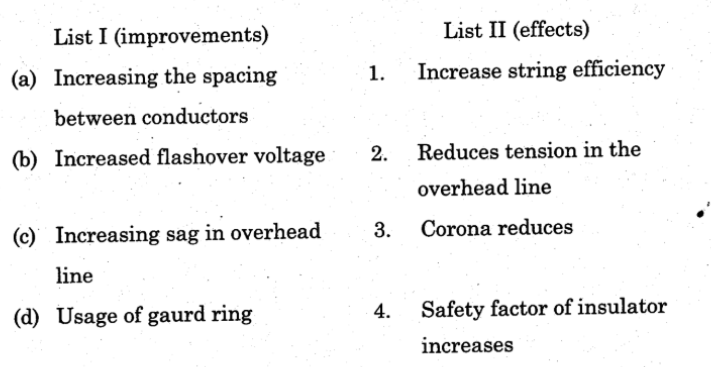 List I (improvements)
List II (effects)
(a) Increasing the spacing
between conductors
1. Increase string efficiency
(b) Increased flashover voltage
2. Reduces tension in the
overhead line
(c) Increasing sag in overhead
line
3. Corona reduces
(d) Usage of gaurd ring
4. Safety factor of insulator
increases